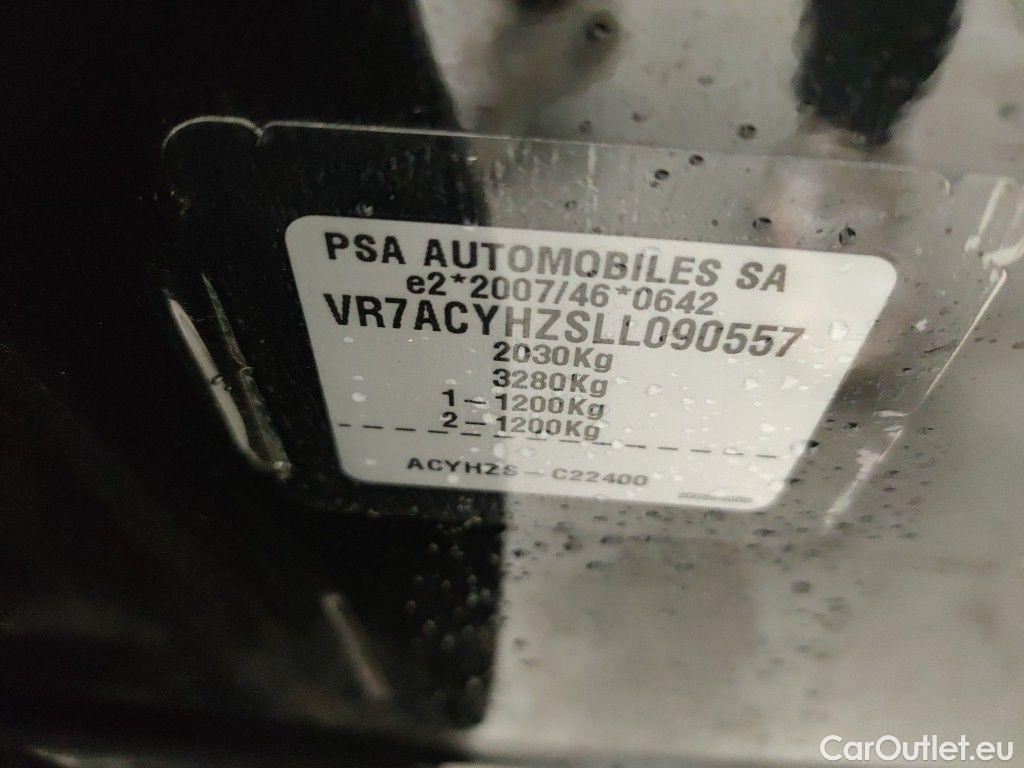 PSA AUTOMOBILES SA
e2*2007/46*0642
VR7ACYHZSLL090557
2030Kg
3280Kg
1-1200Kg
2-1200Kg
ACYHZS - C22400
CarOutlet.eu